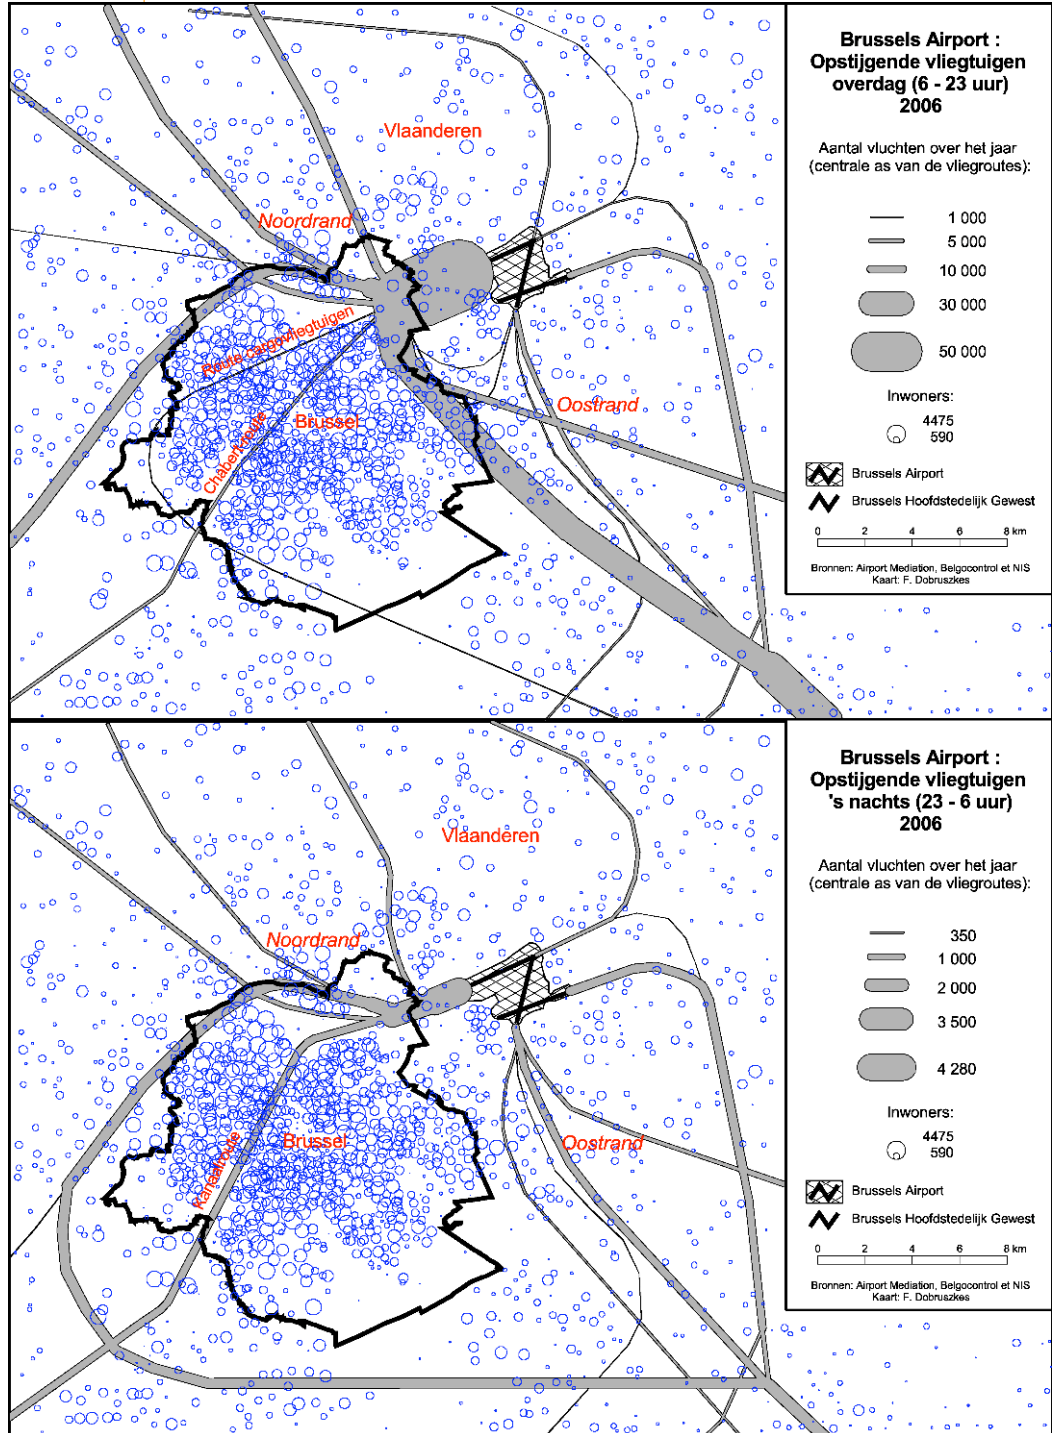 Brussels Airport :
Opstijgende vliegtuigen
overdag (6 - 23 uur)
2006
Aantal vluchten over het jaar
(centrale as van de vliegroutes):
1 000
5 000
10 000
30 000
50 000
Inwoners:
4475
590
Brussels Airport
Brussels Hoofdstedelijk Gewest
0 2 4 6 8 km
Bronnen: Airport Mediation, Belgocontrol et NIS
Kaart: F. Dobruszkes
Vlaanderen
Noordrand
Route cargovliegtuigen
Oostrand
Brussel
Chabert-route
Brussels Airport :
Opstijgende vliegtuigen
's nachts (23 - 6 uur)
2006
Aantal vluchten over het jaar
(centrale as van de vliegroutes):
350
1 000
2 000
3 500
4 280
Inwoners:
4475
590
Brussels Airport
Brussels Hoofdstedelijk Gewest
0 2 4 6 8 km
Bronnen: Airport Mediation, Belgocontrol et NIS
Kaart: F. Dobruszkes
Vlaanderen
Noordrand
Oostrand
Brussel
Kanaalroute